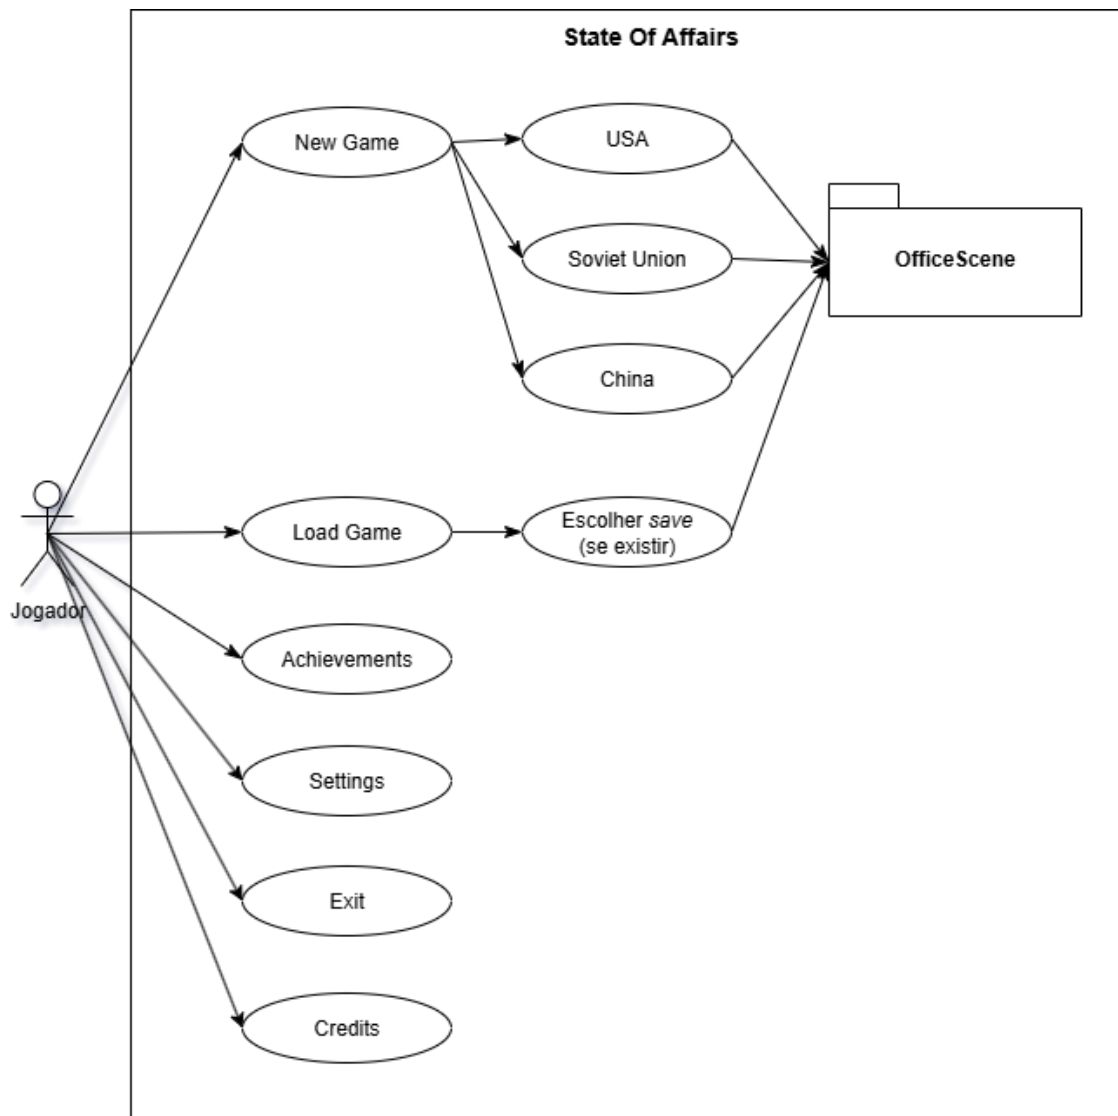 State Of Affairs
New Game
USA
Soviet Union
OfficeScene
China
Load Game
Escolher save
(se existir)
Jogador
Achievements
Settings
Exit
Credits